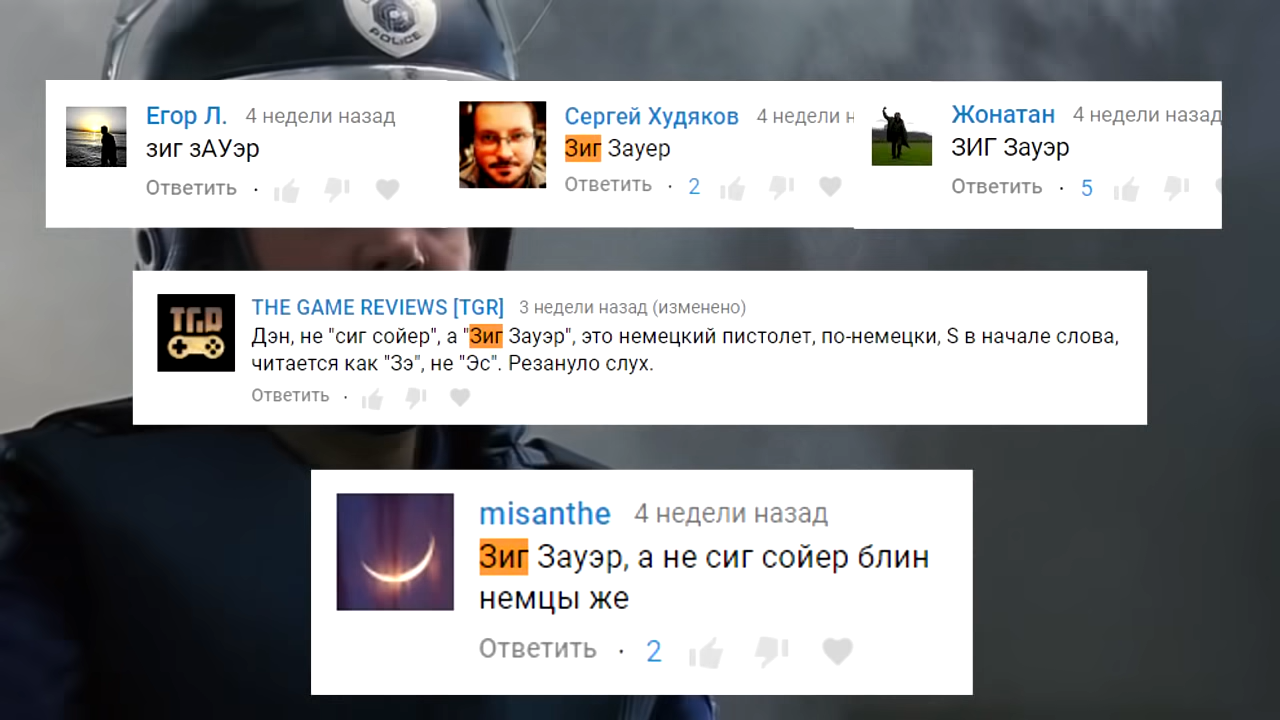 POLICE
Егор Л. 4 недели назад
зиг зАУэр
Ответить ·
Сергей Худяков 4 недели н
Зиг Зауер
Ответить · 2
Жонатан 4 недели назад
ЗИГ Зауэр
Ответить · 5
TGR
THE GAME REVIEWS [TGR] 3 недели назад (изменено)
Дэн, не "сиг сойер", а "Зиг Зауэр", это немецкий пистолет, по-немецки, S в начале слова,
читается как "Зэ", не "Эс". Резануло слух.
Ответить ·
misanthe 4 недели назад
Зиг Зауэр, а не сиг сойер блин
немцы же
Ответить · 2